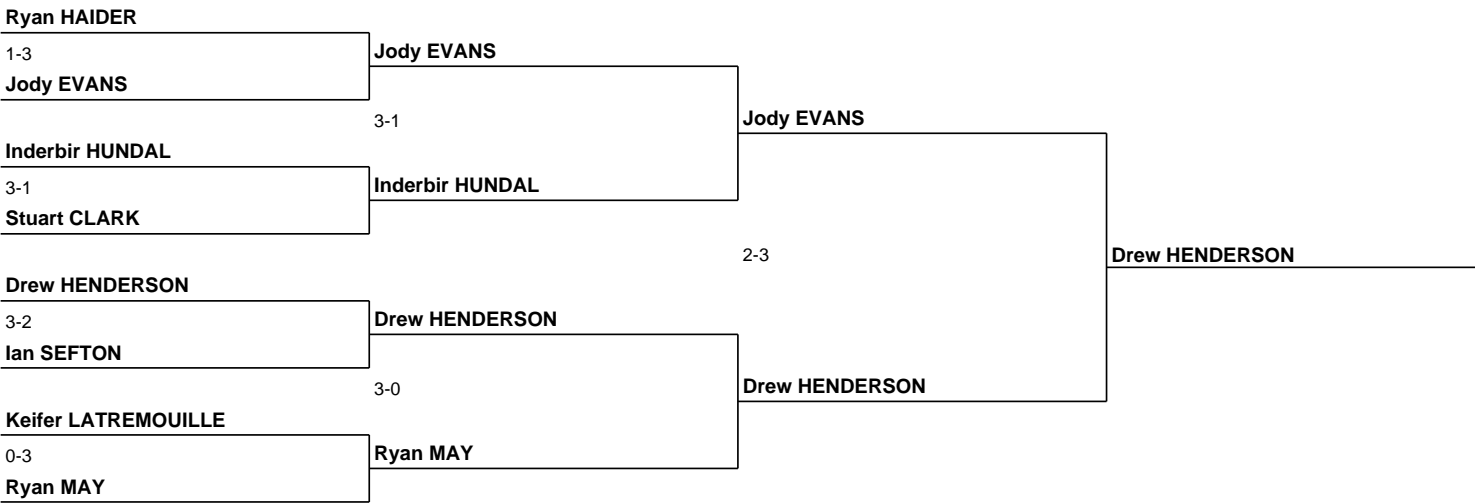 Ryan HAIDER
1-3
Jody EVANS
Jody EVANS
3-1
Jody EVANS
Inderbir HUNDAL
3-1
Inderbir HUNDAL
Stuart CLARK
2-3
Drew HENDERSON
Drew HENDERSON
3-2
Drew HENDERSON
Ian SEFTON
3-0
Drew HENDERSON
Keifer LATREMOUILLE
0-3
Ryan MAY
Ryan MAY